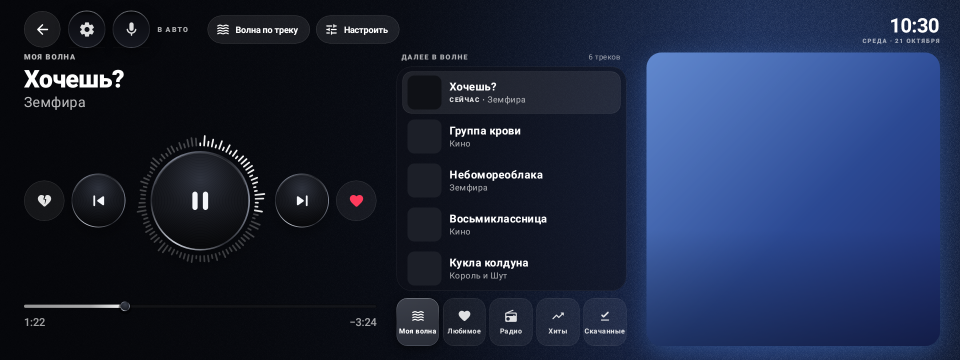 В АВТО
Волна по треку
Настроить
10:30
СРЕДА · 21 ОКТЯБРЯ
МОЯ ВОЛНА
Хочешь?
Земфира
1:22
−3:24
ДАЛЕЕ В ВОЛНЕ
6 треков
Хочешь?
СЕЙЧАС · Земфира
Группа крови
Кино
Небомореоблака
Земфира
Восьмиклассница
Кино
Кукла колдуна
Король и Шут
Моя волна
Любимое
Радио
Хиты
Скачанные